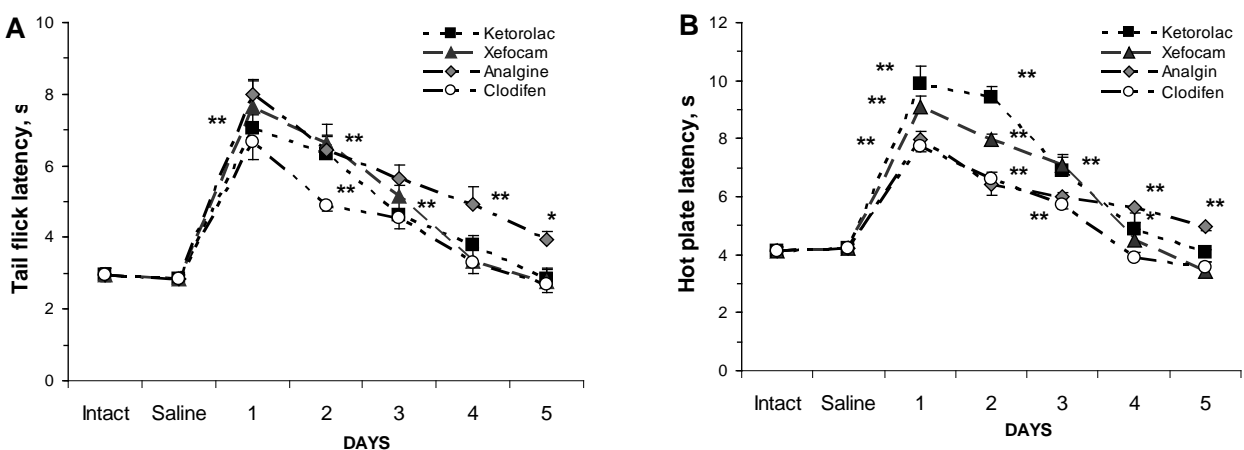 A
Tail flick latency, s
10
8
6
4
2
0
Ketorolac
Xefocam
Analgine
Clodifen
**
**
**
**
**
*
Intact Saline 1 2 3 4 5
DAYS
B
Hot plate latency, s
12
10
8
6
4
2
0
Ketorolac
Xefocam
Analgin
Clodifen
**
**
**
**
**
**
**
**
**
*
**
Intact Saline 1 2 3 4 5
DAYS